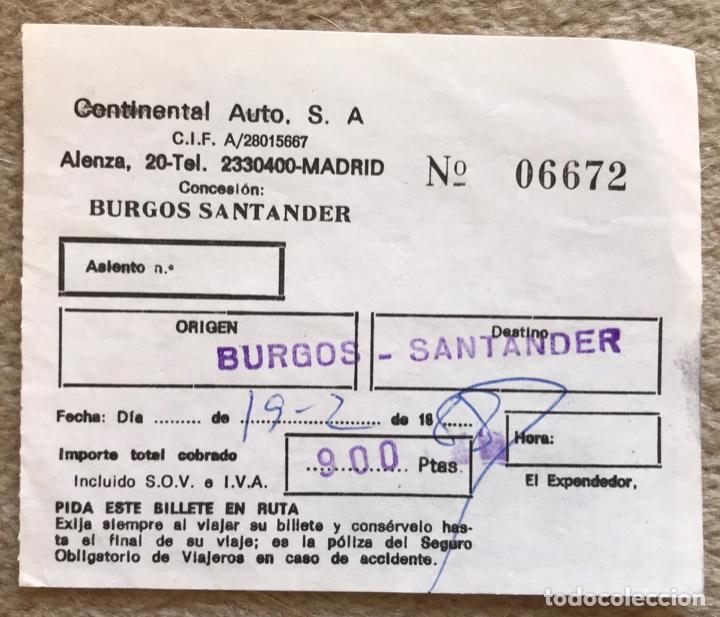 Continental Auto, S. A
C.I.F. A/28015667
Alenza, 20-Tel. 2330400-MADRID
Nº 06672
Concesión:
BURGOS SANTANDER
Asiento n.º
ORIGEN
Destino
BURGOS - SANTANDER
Fecha: Día ......... de 19-2 de 19
Hora:
Importe total cobrado
900 Ptas.
Incluido S.O.V. e I.V.A.
El Expendedor,
PIDA ESTE BILLETE EN RUTA
Exija siempre al viajar su billete y consérvelo has-
ta el final de su viaje; es la póliza del Seguro
Obligatorio de Viajeros en caso de accidente.
todocoleccion